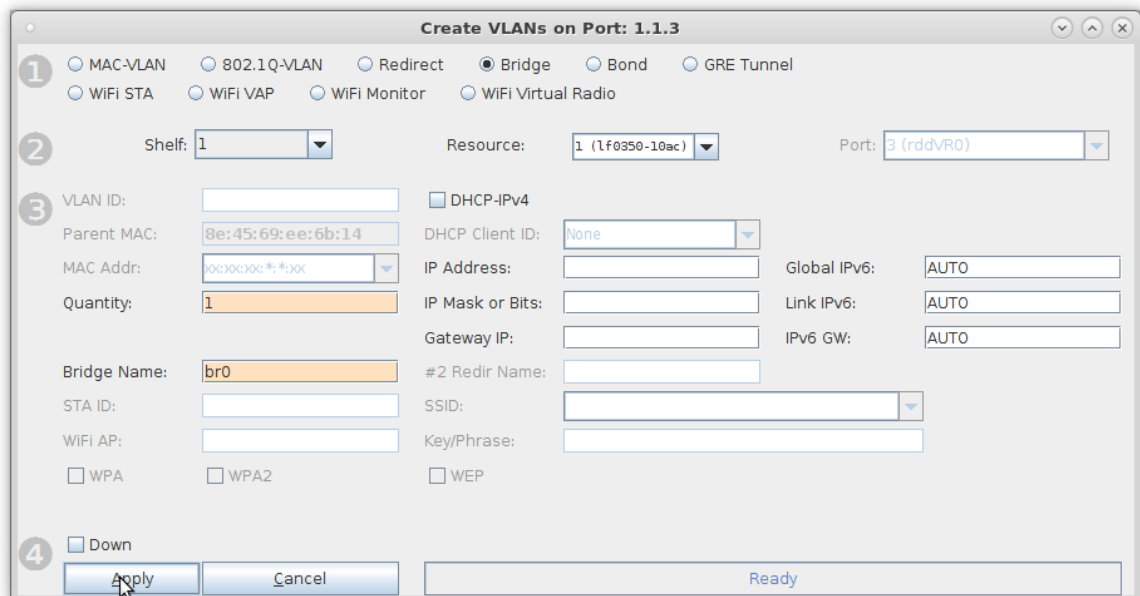 Create VLANs on Port: 1.1.3
1 MAC-VLAN 802.1Q-VLAN Redirect Bridge Bond GRE Tunnel
WiFi STA WiFi VAP WiFi Monitor WiFi Virtual Radio
2 Shelf: 1 Resource: 1 (lf0350-10ac) Port: 3 (rddVR0)
3 VLAN ID: DHCP-IPv4
Parent MAC: 8e:45:69:ee:6b:14 DHCP Client ID: None
MAC Addr: xx:xx:xx:*:*:xx IP Address: Global IPv6: AUTO
Quantity: 1 IP Mask or Bits: Link IPv6: AUTO
Gateway IP: IPv6 GW: AUTO
Bridge Name: br0 #2 Redir Name:
STA ID: SSID:
WiFi AP: Key/Phrase:
WPA WPA2 WEP
4 Down
Apply Cancel Ready